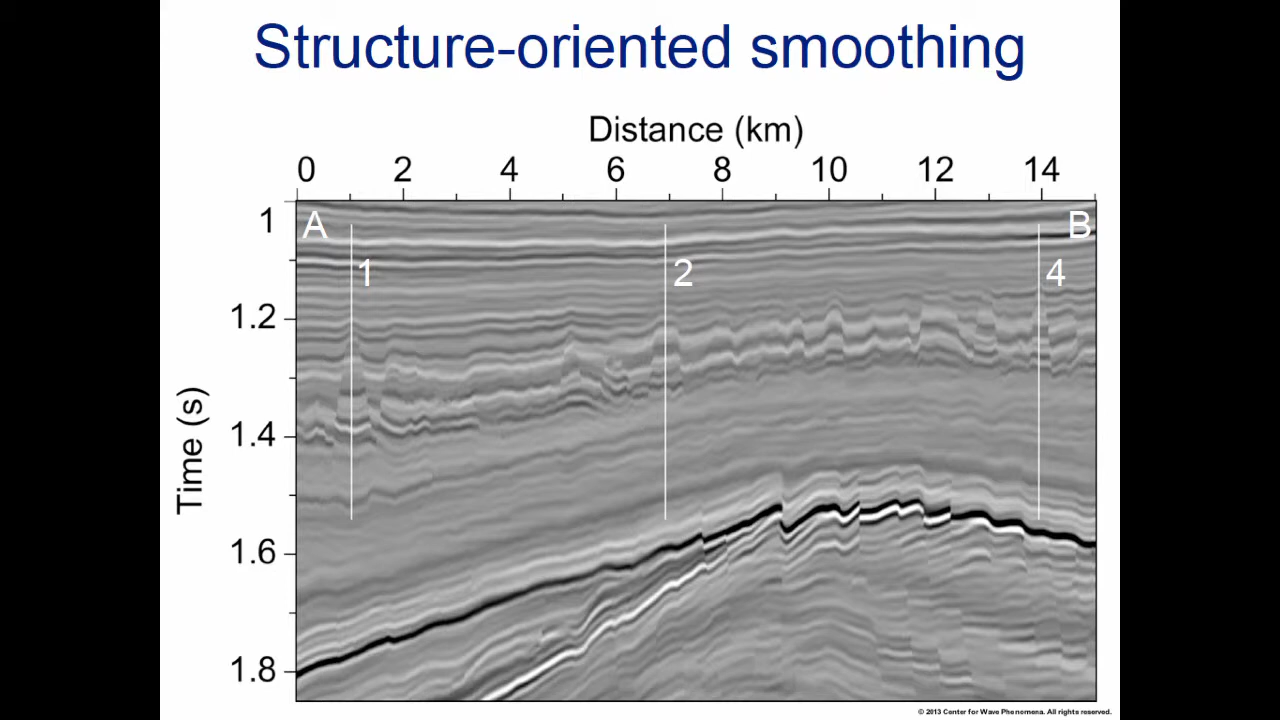 Structure-oriented smoothing
Distance (km)
0 2 4 6 8 10 12 14
Time (s)
1
1.2
1.4
1.6
1.8
A B
1 2 4
© 2013 Center for Wave Phenomena. All rights reserved.